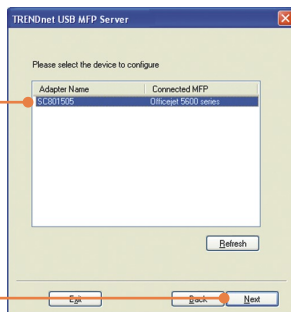 TRENDnet USB MFP Server
Please select the device to configure
Adapter Name Connected MFP
SC801505 Officejet 5600 series
Refresh
Exit Back Next